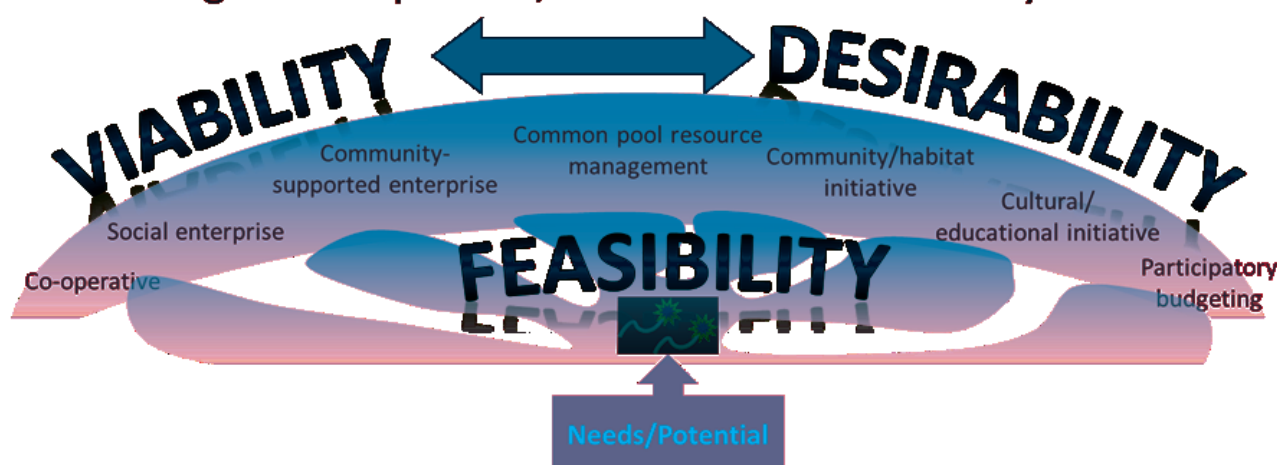 VIABILITY
DESIRABILITY
Common pool resource
management
Community-
supported enterprise
Community/habitat
initiative
Social enterprise
Cultural/
educational initiative
Co-operative
Participatory
budgeting
FEASIBILITY
Needs/Potential